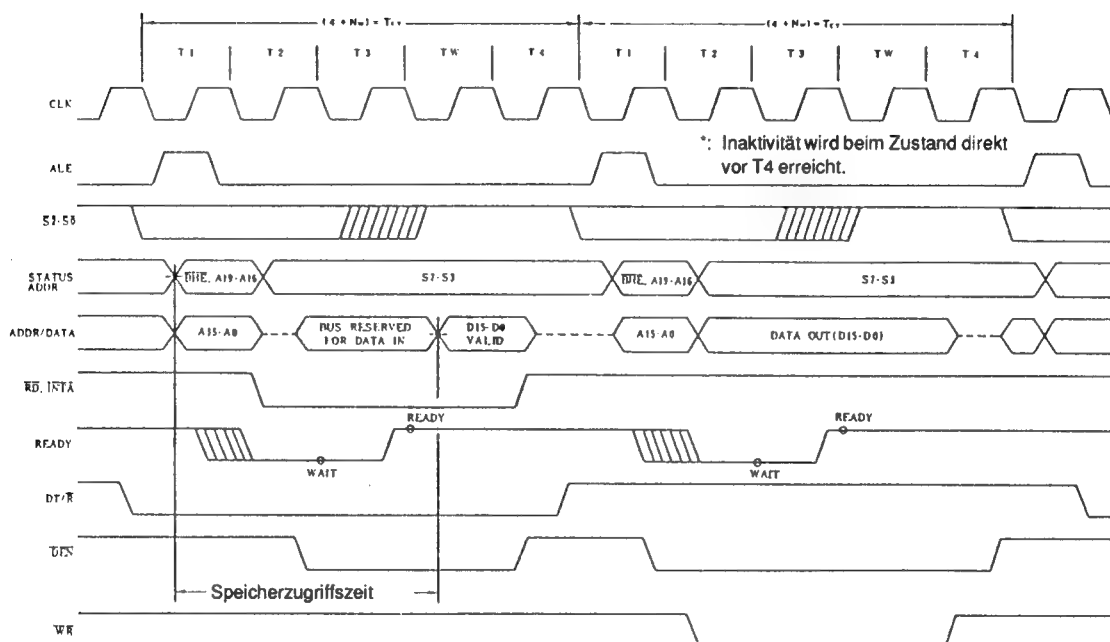 (4 + Nw) = Tcy (4 + Nw) = Tcy
T1 T2 T3 TW T4 T1 T2 T3 TW T4
CLK
*: Inaktivität wird beim Zustand direkt
vor T4 erreicht.
ALE
S2-S0
STATUS
ADDR
BHE, A19-A16 S7-S3 BHE, A19-A16 S7-S3
ADDR/DATA
A15-A0
BUS RESERVED
FOR DATA IN
D15-D0
VALID
A15-A0
DATA OUT(D15-D0)
RD, INTA
READY READY
READY
WAIT WAIT
DT/R
DEN
Speicherzugriffszeit
WR